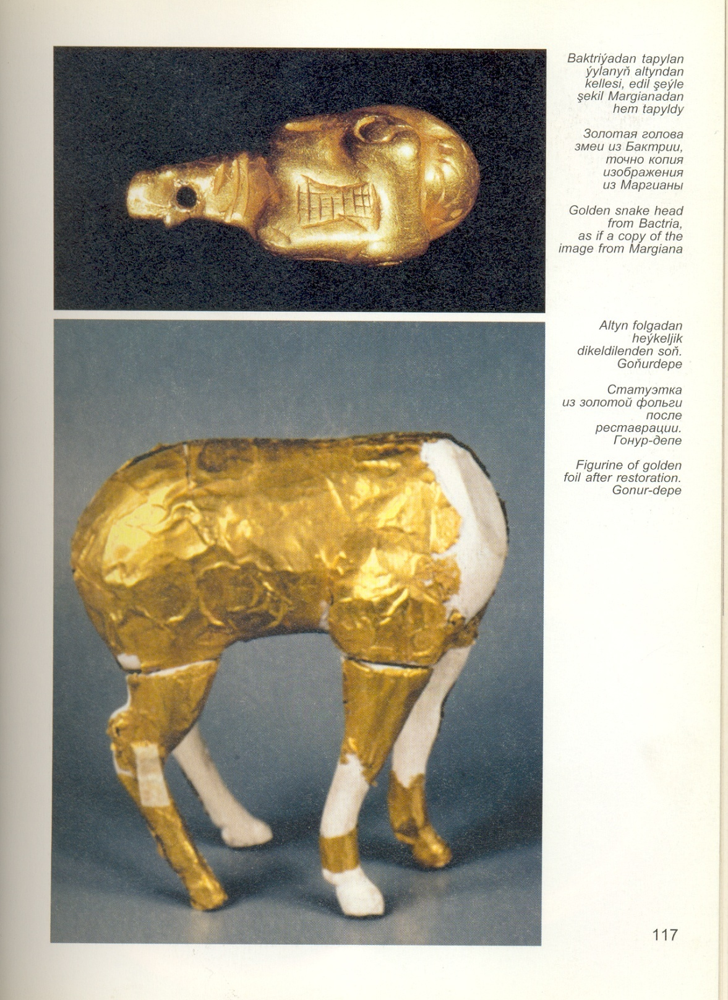 Baktriýadan tapylan
ýylanyň altyndan
kellesi, edil şeýle
şekil Margianadan
hem tapyldy
Золотая голова
змеи из Бактрии,
точно копия
изображения
из Маргианы
Golden snake head
from Bactria,
as if a copy of the
image from Margiana
Altyn folgadan
heýkeljik
dikeldilenden soň.
Goňurdepe
Статуэтка
из золотой фольги
после
реставрации.
Гонур-депе
Figurine of golden
foil after restoration.
Gonur-depe
117